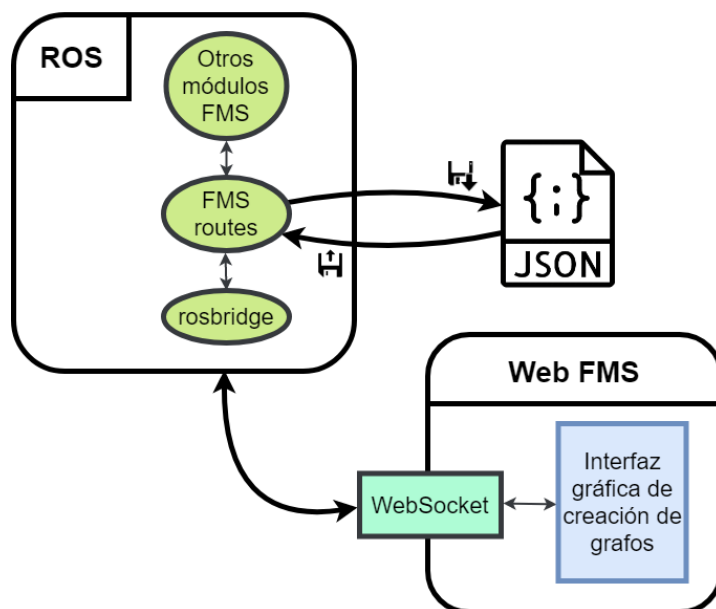 ROS
Otros
módulos
FMS
FMS
routes
rosbridge
{;}
JSON
Web FMS
WebSocket
Interfaz
gráfica de
creación de
grafos